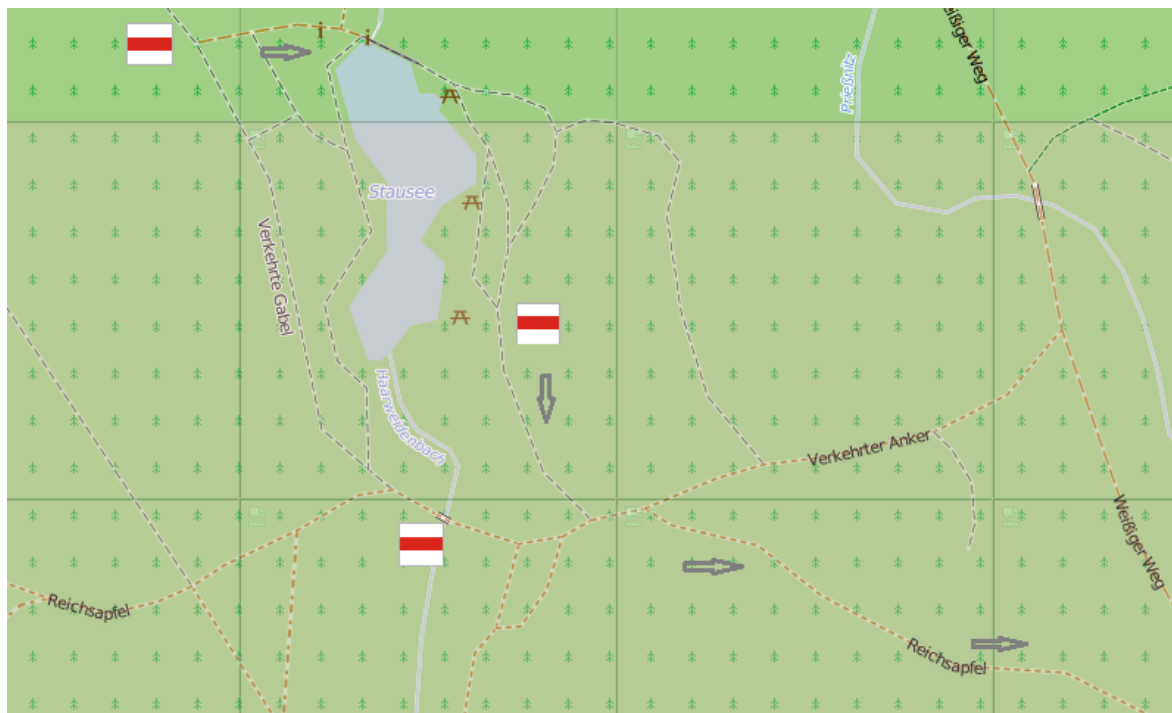 Weißiger Weg
Prießnitz
Stausee
Verkehrte Gabel
Haarweidenbach
Verkehrter Anker
Weißiger Weg
Reichsapfel
Reichsapfel